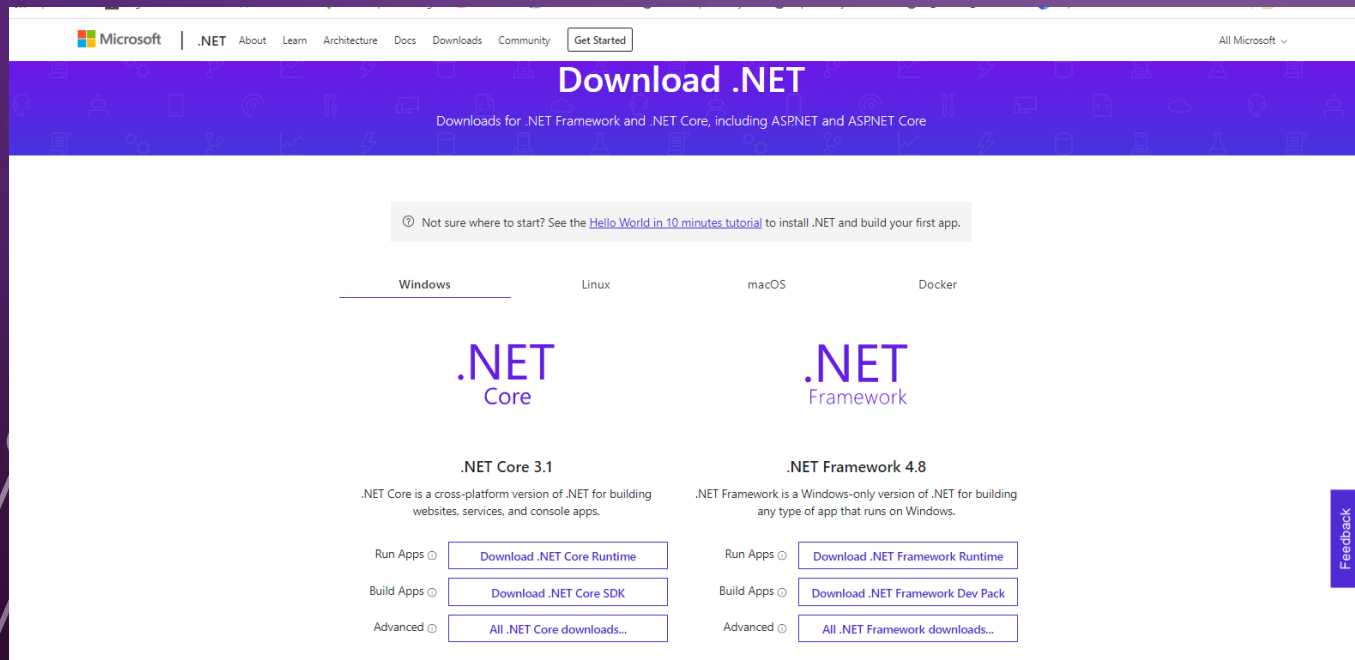 Microsoft | .NET About Learn Architecture Docs Downloads Community Get Started All Microsoft
Download .NET
Downloads for .NET Framework and .NET Core, including ASP.NET and ASP.NET Core
Not sure where to start? See the Hello World in 10 minutes tutorial to install .NET and build your first app.
Windows Linux macOS Docker
.NET
Core
.NET
Framework
.NET Core 3.1
.NET Core is a cross-platform version of .NET for building
websites, services, and console apps.
Run Apps Download .NET Core Runtime
Build Apps Download .NET Core SDK
Advanced All .NET Core downloads...
.NET Framework 4.8
.NET Framework is a Windows-only version of .NET for building
any type of app that runs on Windows.
Run Apps Download .NET Framework Runtime
Build Apps Download .NET Framework Dev Pack
Advanced All .NET Framework downloads...
Feedback